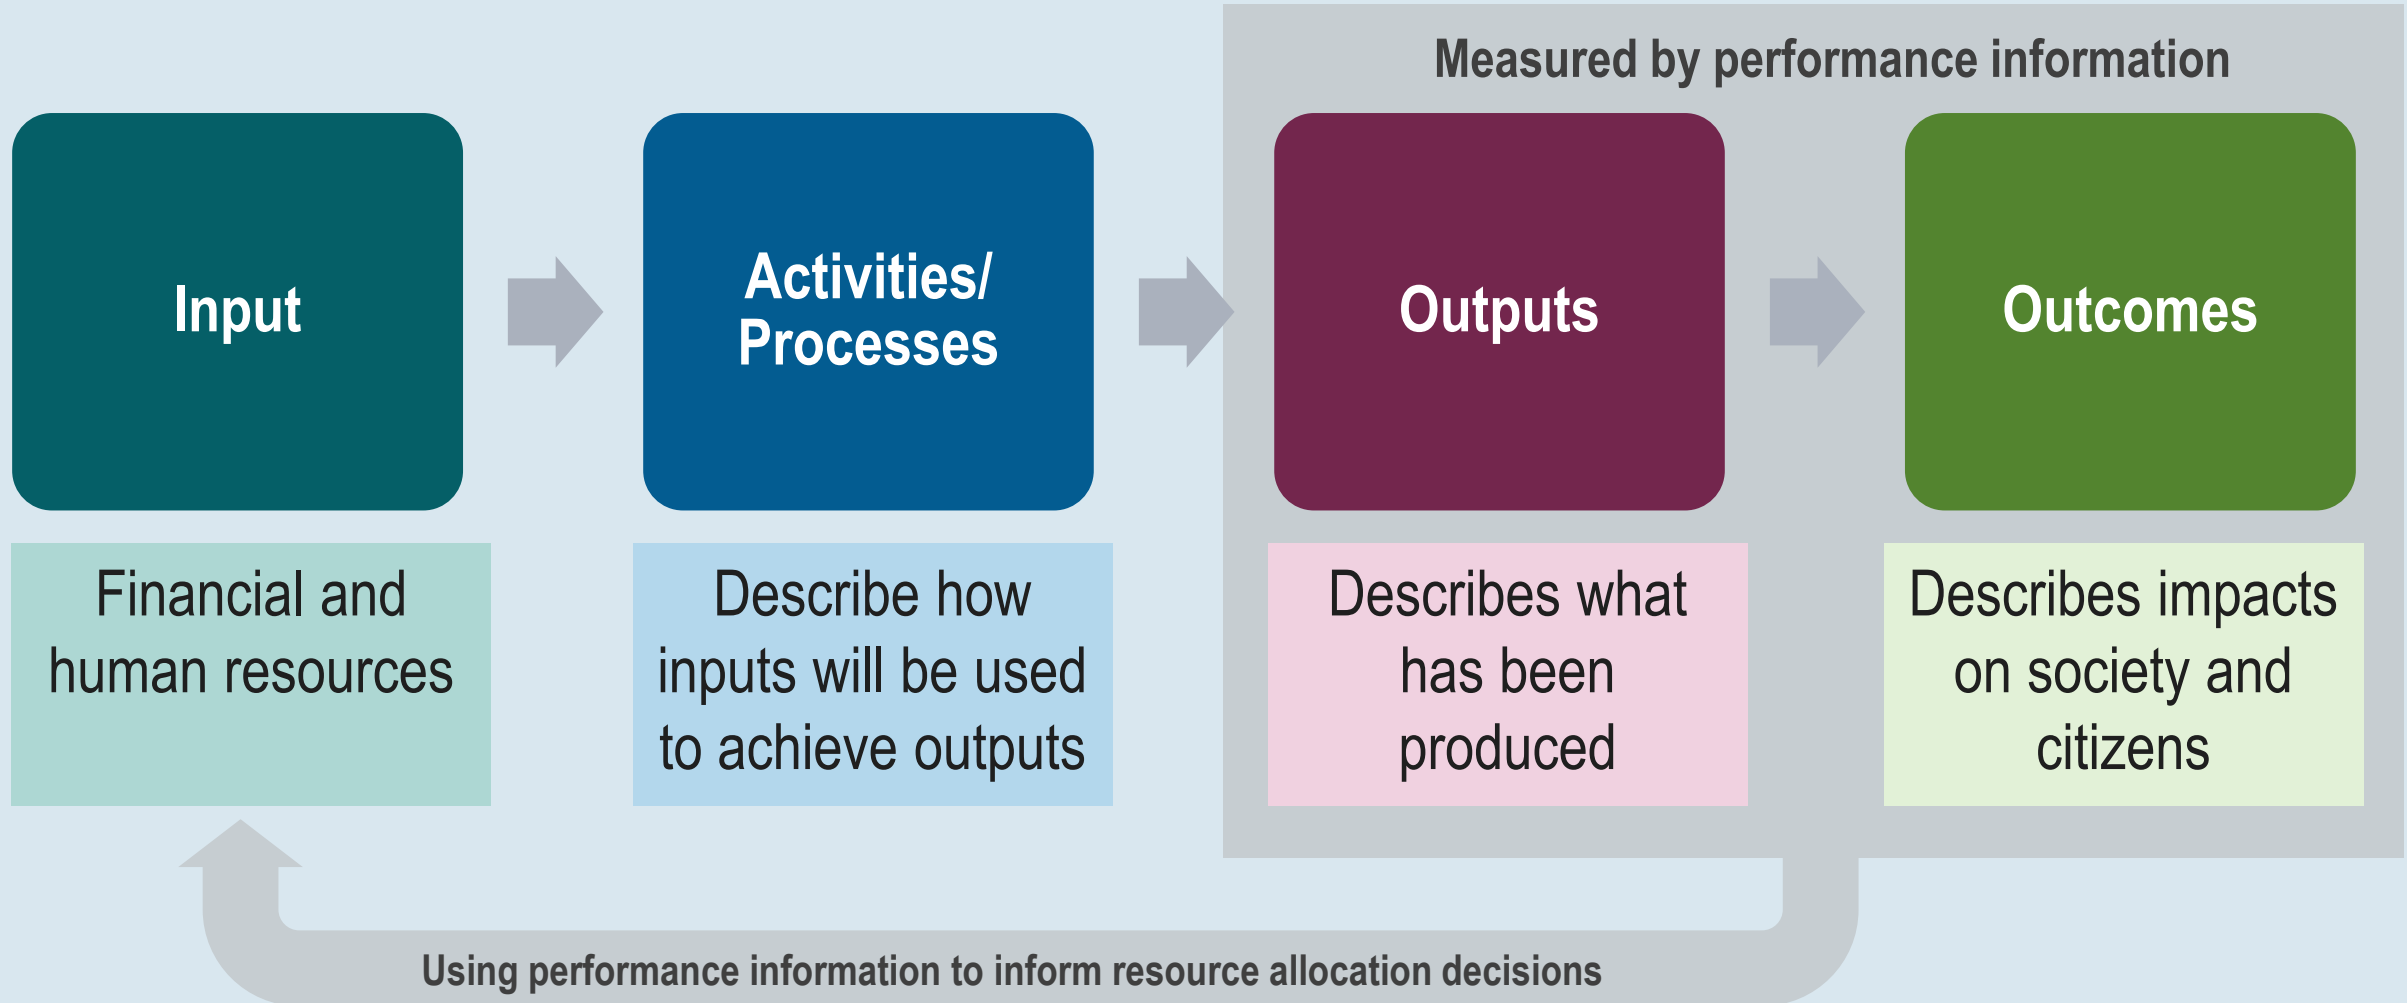 Measured by performance information
Input
Activities/
Processes
Outputs
Outcomes
Financial and
human resources
Describe how
inputs will be used
to achieve outputs
Describes what
has been
produced
Describes impacts
on society and
citizens
Using performance information to inform resource allocation decisions